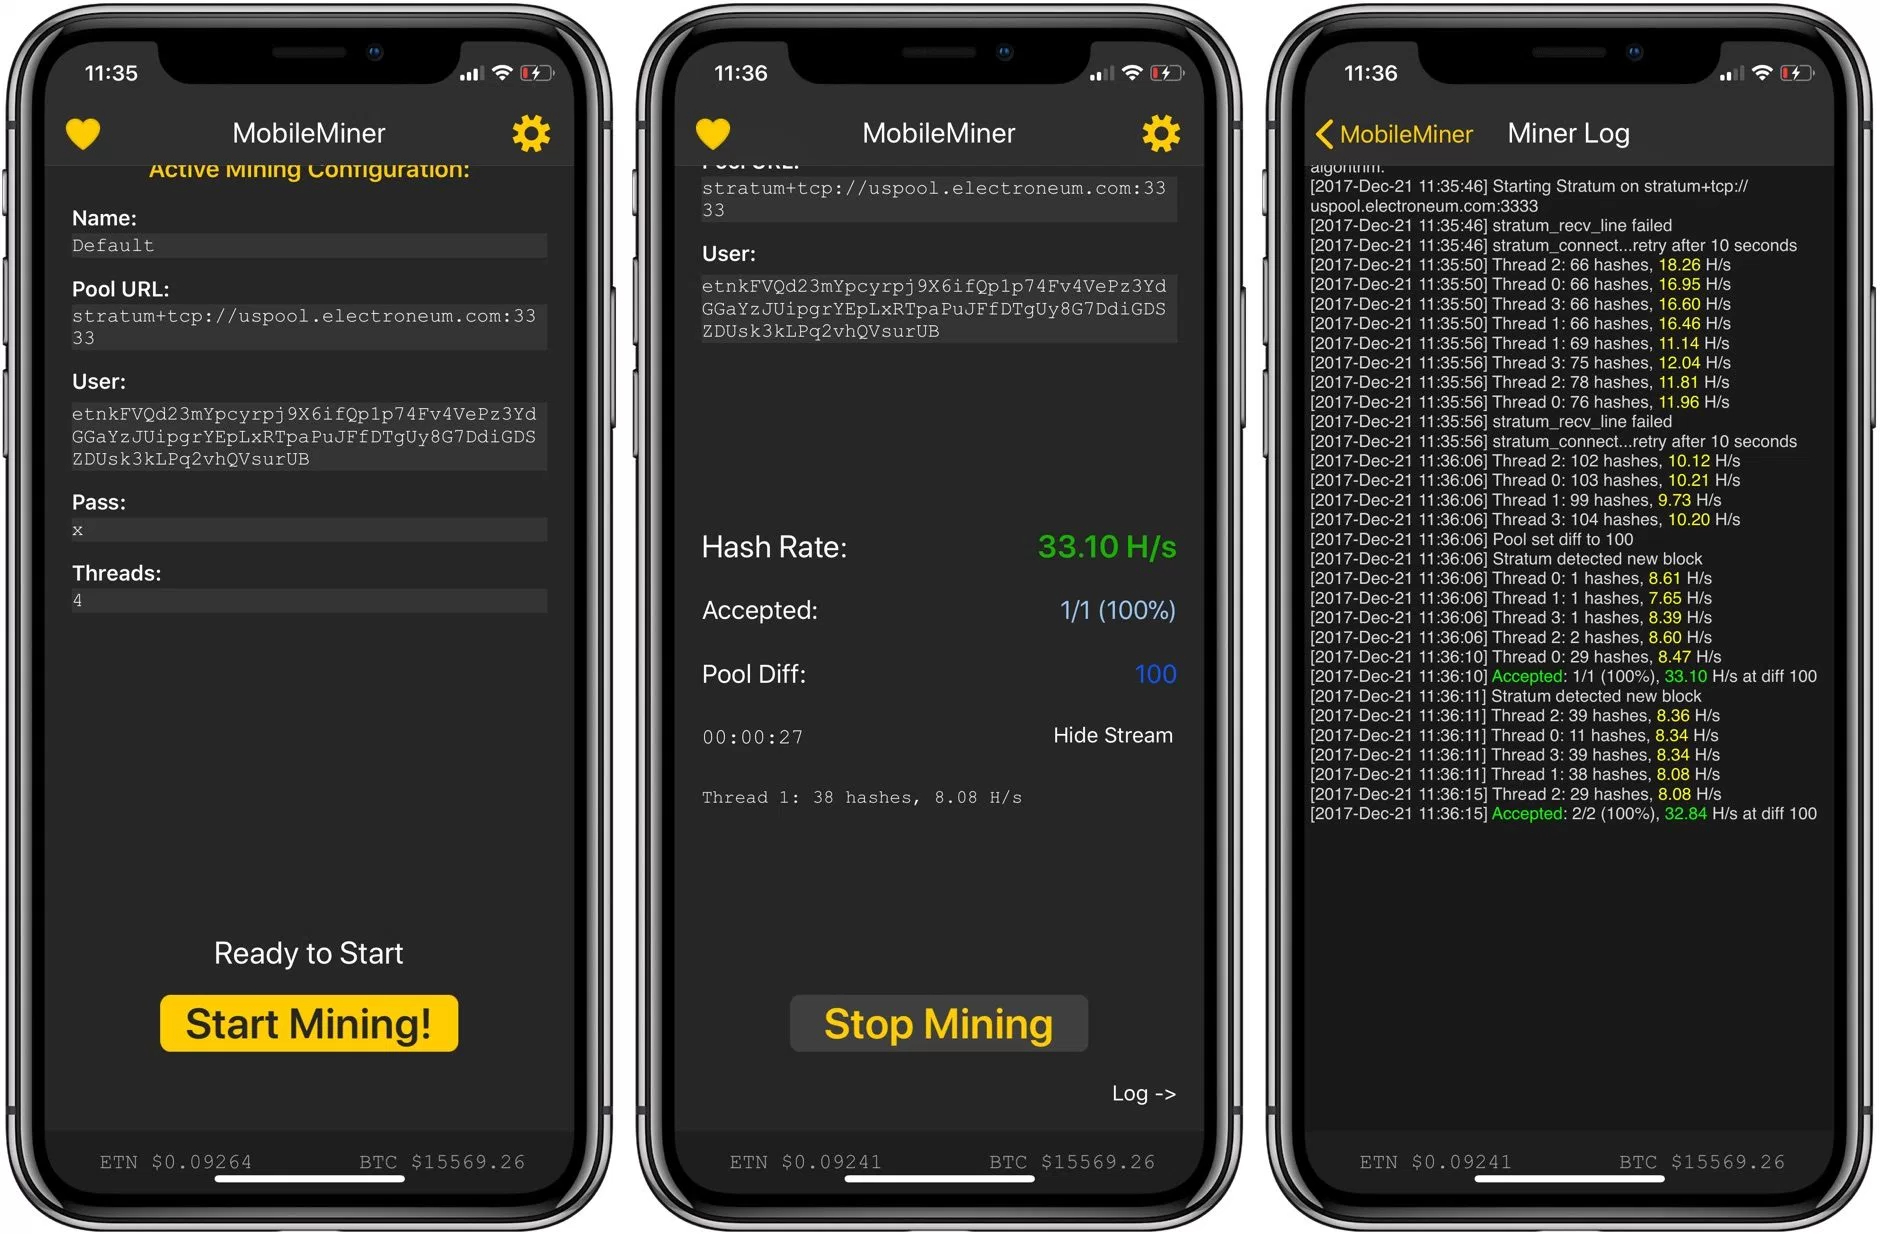 11:35
MobileMiner
Active Mining Configuration:
Name:
Default
Pool URL:
stratum+tcp://uspool.electroneum.com:33
33
User:
etnkFVQd23mYpcyrpj9X6ifQp1p74Fv4VePz3Yd
GGaYzJUipgrYEpLxRTpaPuJFfDTgUy8G7DdiGDS
ZDUsk3kLPq2vhQVsurUB
Pass:
x
Threads:
4
Ready to Start
Start Mining!
ETN $0.09264 BTC $15569.26
11:36
MobileMiner
Pool URL:
stratum+tcp://uspool.electroneum.com:33
33
User:
etnkFVQd23mYpcyrpj9X6ifQp1p74Fv4VePz3Yd
GGaYzJUipgrYEpLxRTpaPuJFfDTgUy8G7DdiGDS
ZDUsk3kLPq2vhQVsurUB
Hash Rate: 33.10 H/s
Accepted: 1/1 (100%)
Pool Diff: 100
00:00:27 Hide Stream
Thread 1: 38 hashes, 8.08 H/s
Stop Mining
Log ->
ETN $0.09241 BTC $15569.26
11:36
MobileMiner Miner Log
algorithm.
[2017-Dec-21 11:35:46] Starting Stratum on stratum+tcp://
uspool.electroneum.com:3333
[2017-Dec-21 11:35:46] stratum_recv_line failed
[2017-Dec-21 11:35:46] stratum_connect...retry after 10 seconds
[2017-Dec-21 11:35:50] Thread 2: 66 hashes, 18.26 H/s
[2017-Dec-21 11:35:50] Thread 0: 66 hashes, 16.95 H/s
[2017-Dec-21 11:35:50] Thread 3: 66 hashes, 16.60 H/s
[2017-Dec-21 11:35:50] Thread 1: 66 hashes, 16.46 H/s
[2017-Dec-21 11:35:56] Thread 1: 69 hashes, 11.14 H/s
[2017-Dec-21 11:35:56] Thread 3: 75 hashes, 12.04 H/s
[2017-Dec-21 11:35:56] Thread 2: 78 hashes, 11.81 H/s
[2017-Dec-21 11:35:56] Thread 0: 76 hashes, 11.96 H/s
[2017-Dec-21 11:35:56] stratum_recv_line failed
[2017-Dec-21 11:35:56] stratum_connect...retry after 10 seconds
[2017-Dec-21 11:36:06] Thread 2: 102 hashes, 10.12 H/s
[2017-Dec-21 11:36:06] Thread 0: 103 hashes, 10.21 H/s
[2017-Dec-21 11:36:06] Thread 1: 99 hashes, 9.73 H/s
[2017-Dec-21 11:36:06] Thread 3: 104 hashes, 10.20 H/s
[2017-Dec-21 11:36:06] Pool set diff to 100
[2017-Dec-21 11:36:06] Stratum detected new block
[2017-Dec-21 11:36:06] Thread 0: 1 hashes, 8.61 H/s
[2017-Dec-21 11:36:06] Thread 1: 1 hashes, 7.65 H/s
[2017-Dec-21 11:36:06] Thread 3: 1 hashes, 8.39 H/s
[2017-Dec-21 11:36:06] Thread 2: 2 hashes, 8.60 H/s
[2017-Dec-21 11:36:10] Thread 0: 29 hashes, 8.47 H/s
[2017-Dec-21 11:36:10] Accepted: 1/1 (100%), 33.10 H/s at diff 100
[2017-Dec-21 11:36:11] Stratum detected new block
[2017-Dec-21 11:36:11] Thread 2: 39 hashes, 8.36 H/s
[2017-Dec-21 11:36:11] Thread 0: 11 hashes, 8.34 H/s
[2017-Dec-21 11:36:11] Thread 3: 39 hashes, 8.34 H/s
[2017-Dec-21 11:36:11] Thread 1: 38 hashes, 8.08 H/s
[2017-Dec-21 11:36:15] Thread 2: 29 hashes, 8.08 H/s
[2017-Dec-21 11:36:15] Accepted: 2/2 (100%), 32.84 H/s at diff 100
ETN $0.09241 BTC $15569.26